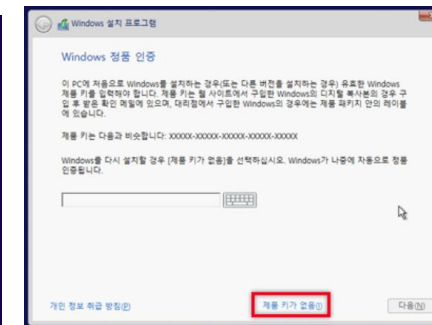 Windows 설치 프로그램
Windows 정품 인증
이 PC에 처음으로 Windows를 설치하는 경우(또는 다른 버전을 설치하는 경우) 유효한 Windows
제품 키를 입력해야 합니다. 제품 키는 웹 사이트에서 구입한 Windows의 디지털 복사본의 경우 구
입 후 받은 확인 메일에 있으며, 대리점에서 구입한 Windows의 경우에는 제품 패키지 안의 레이블
에 있습니다.
제품 키는 다음과 비슷합니다: XXXXX-XXXXX-XXXXX-XXXXX-XXXXX
Windows를 다시 설치할 경우 [제품 키가 없음]을 선택하십시오. Windows가 나중에 자동으로 정품
인증됩니다.
개인 정보 취급 방침(P)
제품 키가 없음(I)
다음(N)